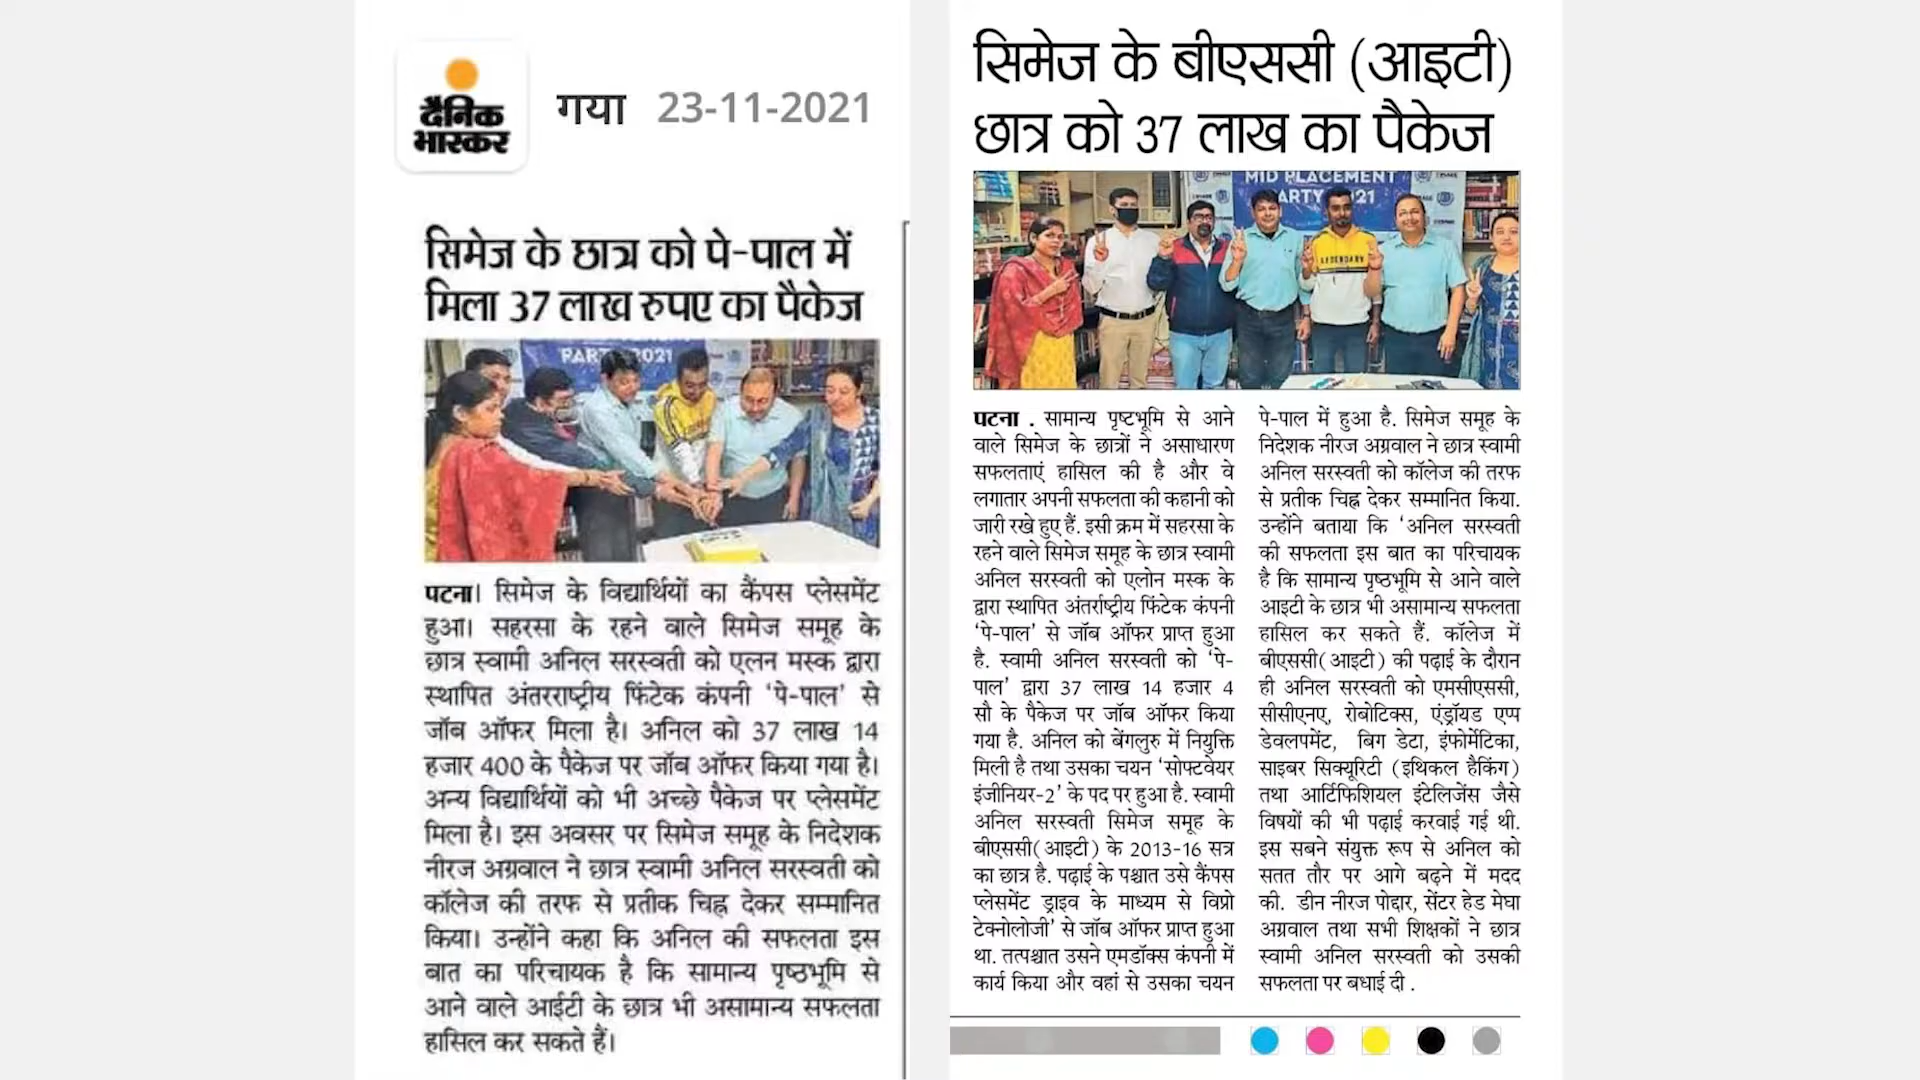 दैनिक
भास्कर
गया 23-11-2021
सिमेज के छात्र को पे-पाल में
मिला 37 लाख रुपए का पैकेज
PARTY 2021
पटना। सिमेज के विद्यार्थियों का कैंपस प्लेसमेंट
हुआ। सहरसा के रहने वाले सिमेज समूह के
छात्र स्वामी अनिल सरस्वती को एलन मस्क द्वारा
स्थापित अंतरराष्ट्रीय फिंटेक कंपनी 'पे-पाल' से
जॉब ऑफर मिला है। अनिल को 37 लाख 14
हजार 400 के पैकेज पर जॉब ऑफर किया गया है।
अन्य विद्यार्थियों को भी अच्छे पैकेज पर प्लेसमेंट
मिला है। इस अवसर पर सिमेज समूह के निदेशक
नीरज अग्रवाल ने छात्र स्वामी अनिल सरस्वती को
कॉलेज की तरफ से प्रतीक चिह्न देकर सम्मानित
किया। उन्होंने कहा कि अनिल की सफलता इस
बात का परिचायक है कि सामान्य पृष्ठभूमि से
आने वाले आईटी के छात्र भी असामान्य सफलता
हासिल कर सकते हैं।
सिमेज के बीएससी (आइटी)
छात्र को 37 लाख का पैकेज
MID PLACEMENT
PARTY 2021
LEGENDARY
पटना . सामान्य पृष्टभूमि से आने
वाले सिमेज के छात्रों ने असाधारण
सफलताएं हासिल की है और वे
लगातार अपनी सफलता की कहानी को
जारी रखे हुए हैं. इसी क्रम में सहरसा के
रहने वाले सिमेज समूह के छात्र स्वामी
अनिल सरस्वती को एलोन मस्क के
द्वारा स्थापित अंतर्राष्ट्रीय फिंटेक कंपनी
'पे-पाल' से जॉब ऑफर प्राप्त हुआ
है. स्वामी अनिल सरस्वती को 'पे-
पाल' द्वारा 37 लाख 14 हजार 4
सौ के पैकेज पर जॉब ऑफर किया
गया है. अनिल को बेंगलुरु में नियुक्ति
मिली है तथा उसका चयन 'सोफ्टवेयर
इंजीनियर-2' के पद पर हुआ है. स्वामी
अनिल सरस्वती सिमेज समूह के
बीएससी(आइटी) के 2013-16 सत्र
का छात्र है. पढ़ाई के पश्चात उसे कैंपस
प्लेसमेंट ड्राइव के माध्यम से विप्रो
टेक्नोलोजी' से जॉब ऑफर प्राप्त हुआ
था. तत्पश्चात उसने एमडॉक्स कंपनी में
कार्य किया और वहां से उसका चयन
पे-पाल में हुआ है. सिमेज समूह के
निदेशक नीरज अग्रवाल ने छात्र स्वामी
अनिल सरस्वती को कॉलेज की तरफ
से प्रतीक चिह्न देकर सम्मानित किया.
उन्होंने बताया कि 'अनिल सरस्वती
की सफलता इस बात का परिचायक
है कि सामान्य पृष्ठभूमि से आने वाले
आइटी के छात्र भी असामान्य सफलता
हासिल कर सकते हैं. कॉलेज में
बीएससी(आइटी) की पढ़ाई के दौरान
ही अनिल सरस्वती को एमसीएससी,
सीसीएनए, रोबोटिक्स, एंड्रॉयड एप्प
डेवलपमेंट, बिग डेटा, इंफोर्मेटिका,
साइबर सिक्यूरिटी (इथिकल हैकिंग)
तथा आर्टिफिशियल इंटेलिजेंस जैसे
विषयों की भी पढ़ाई करवाई गई थी.
इस सबने संयुक्त रूप से अनिल को
सतत तौर पर आगे बढ़ने में मदद
की. डीन नीरज पोद्दार, सेंटर हेड मेघा
अग्रवाल तथा सभी शिक्षकों ने छात्र
स्वामी अनिल सरस्वती को उसकी
सफलता पर बधाई दी .